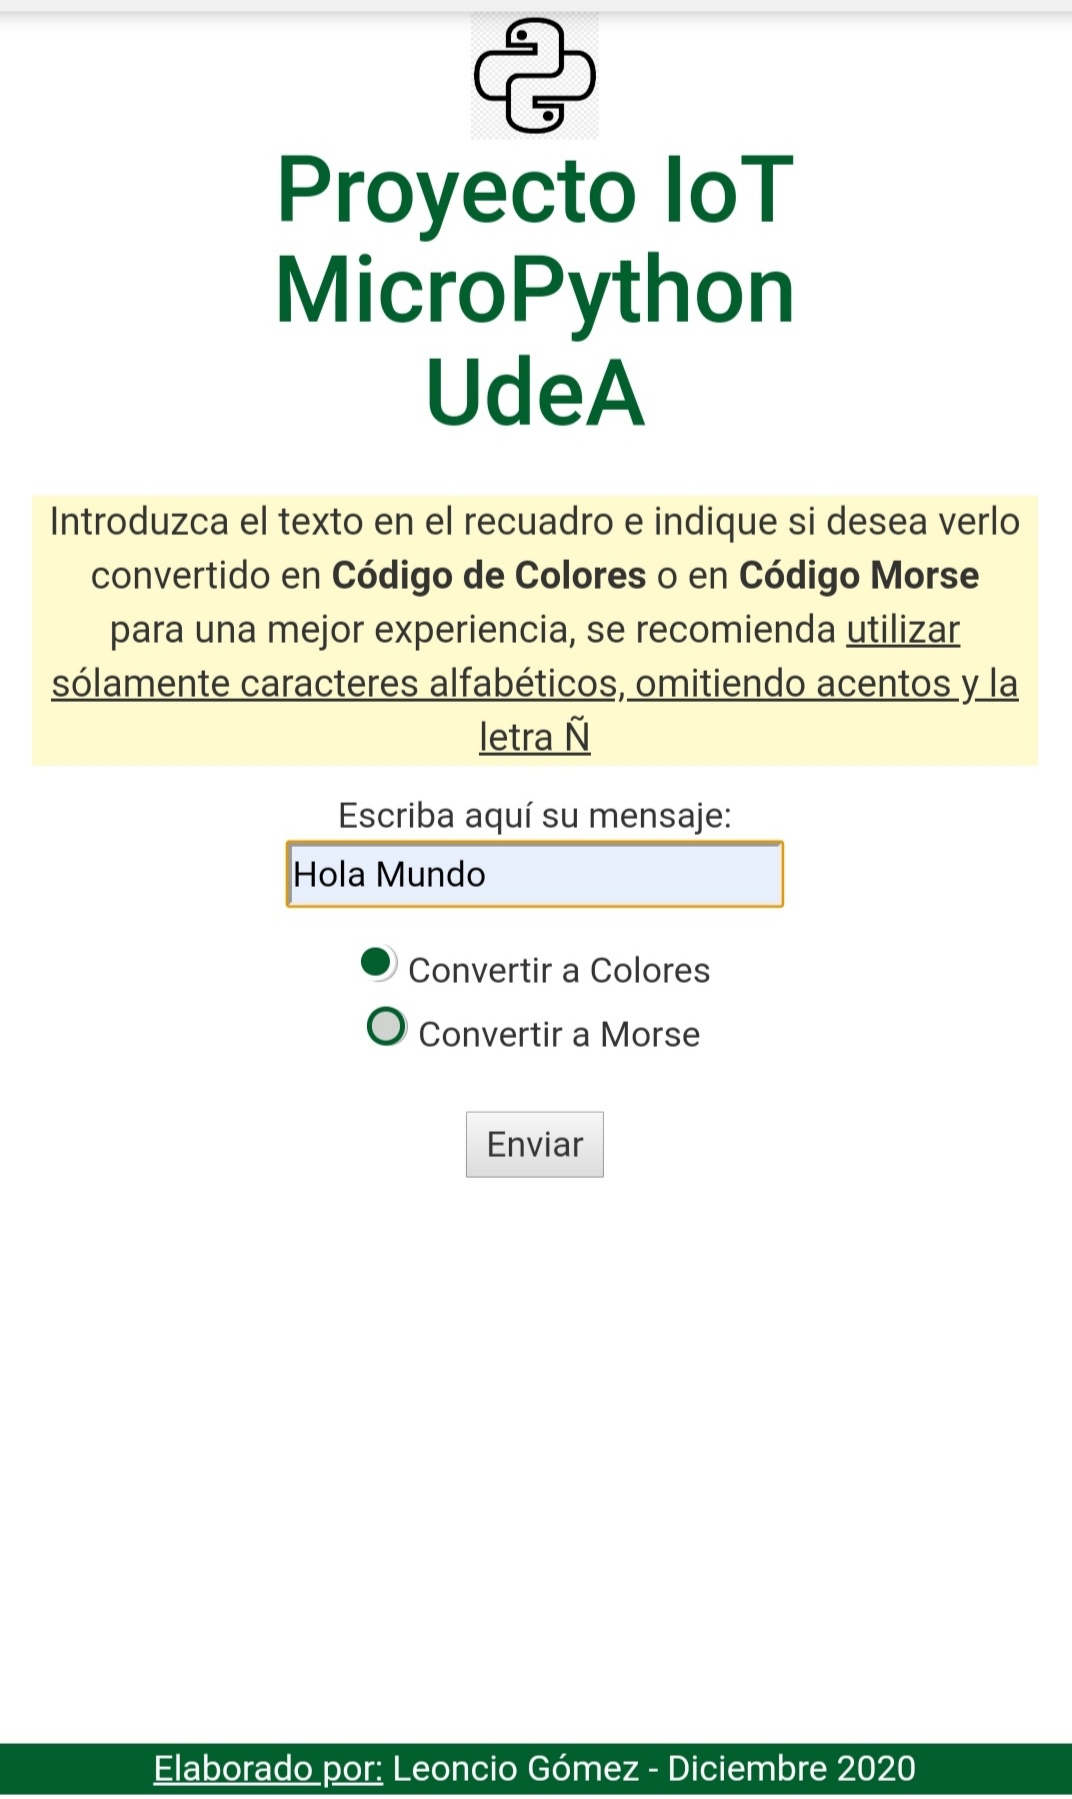 Proyecto IoT
MicroPython
UdeA
Introduzca el texto en el recuadro e indique si desea verlo
convertido en Código de Colores o en Código Morse
para una mejor experiencia, se recomienda utilizar
sólamente caracteres alfabéticos, omitiendo acentos y la
letra Ñ
Escriba aquí su mensaje:
Hola Mundo
Convertir a Colores
Convertir a Morse
Enviar
Elaborado por: Leoncio Gómez - Diciembre 2020